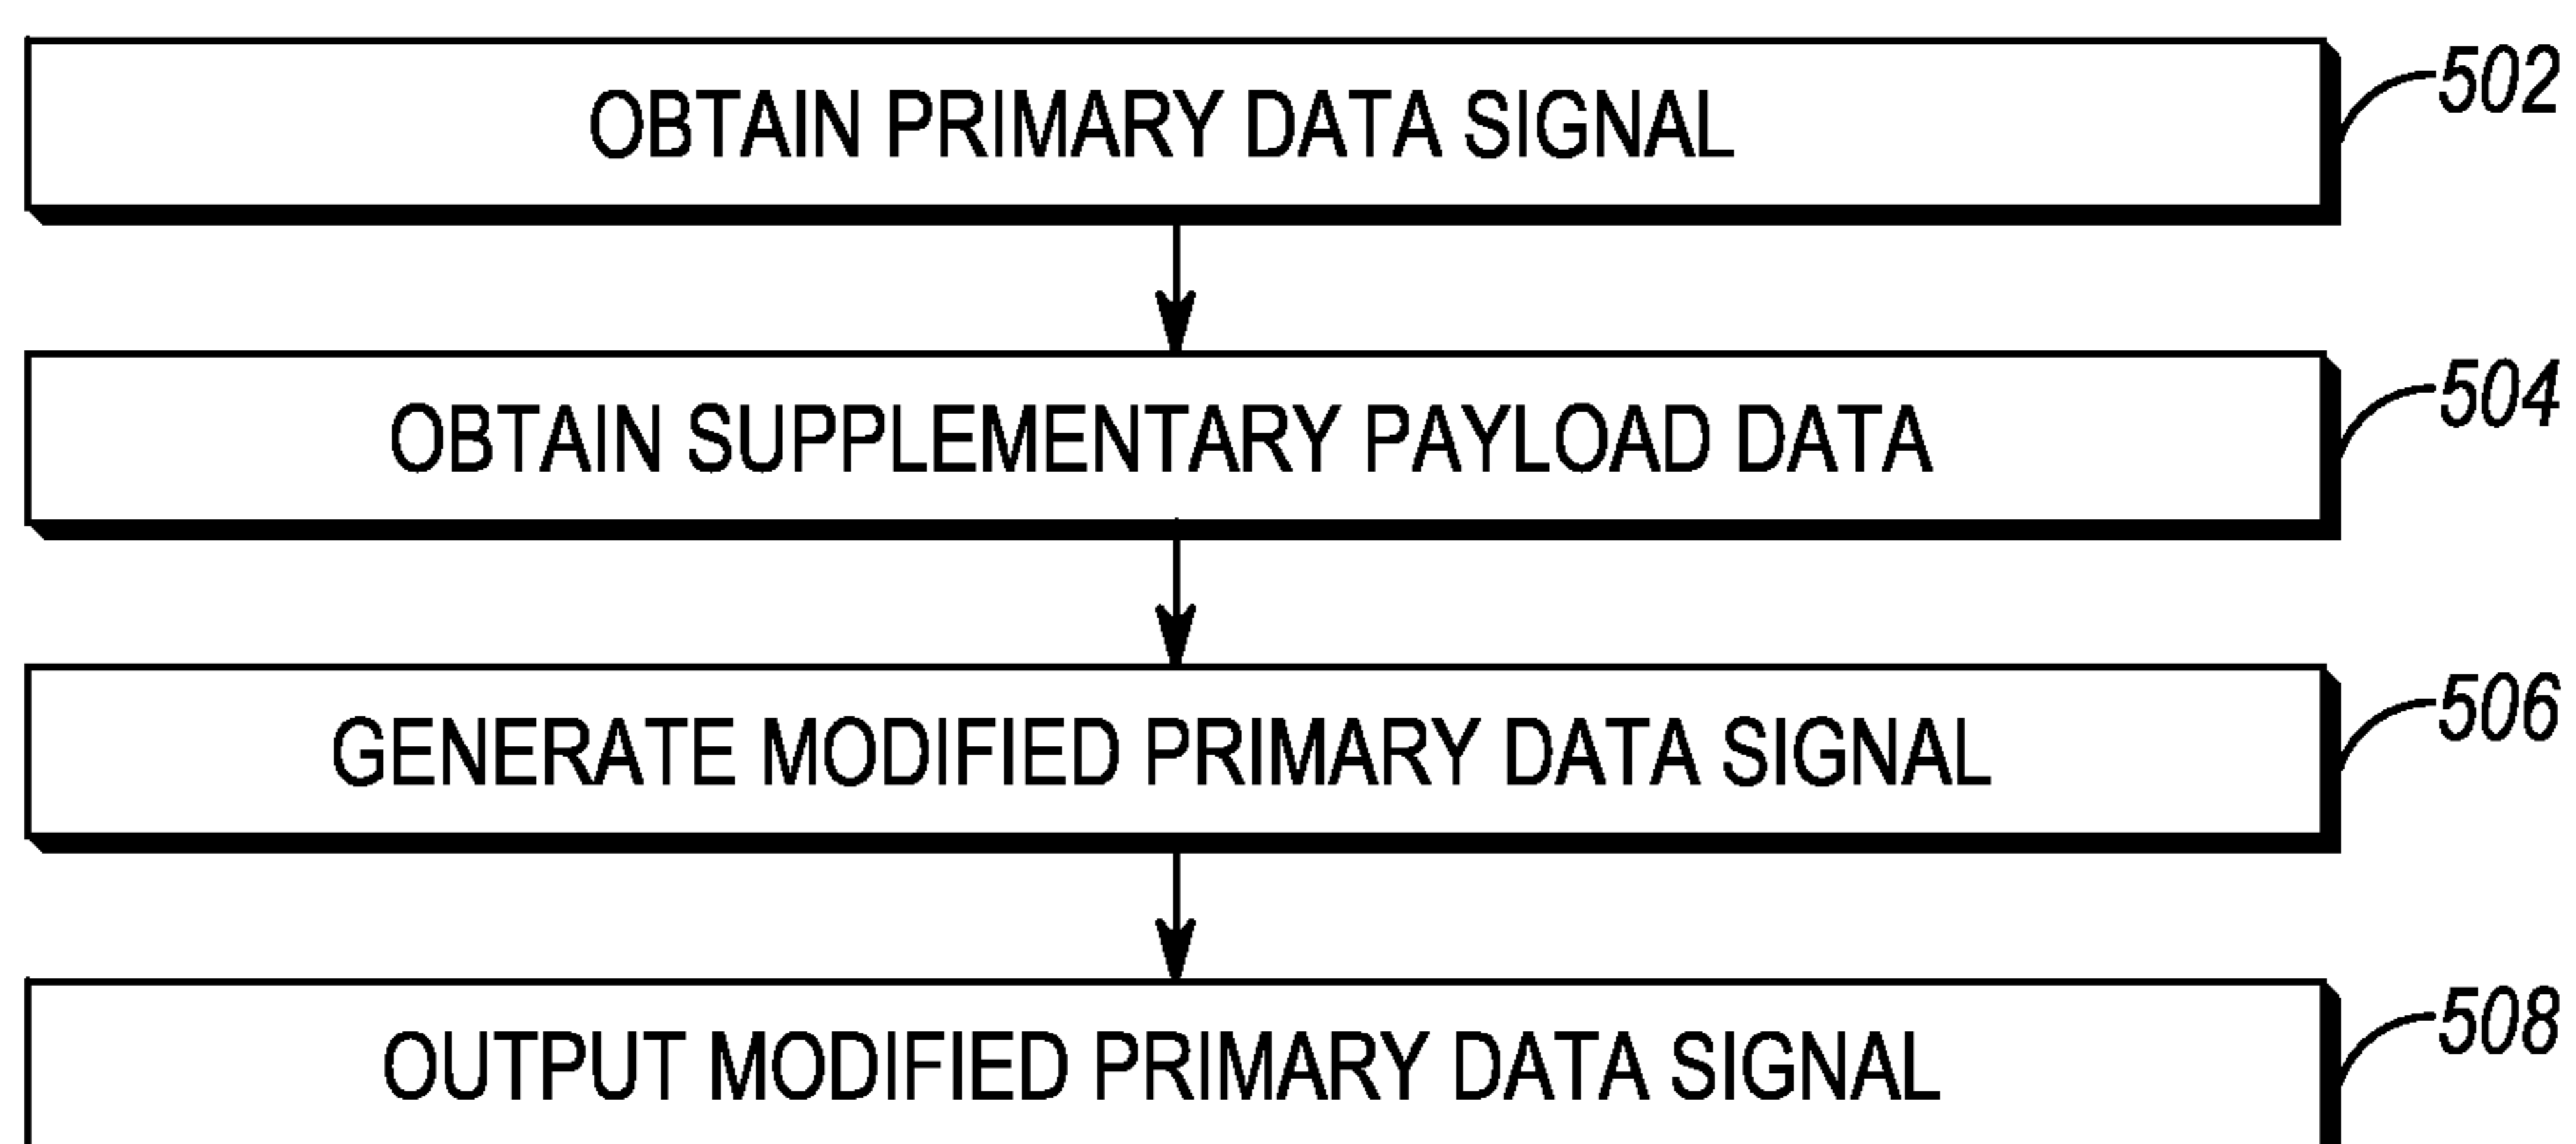 OBTAIN PRIMARY DATA SIGNAL
502
OBTAIN SUPPLEMENTARY PAYLOAD DATA
504
GENERATE MODIFIED PRIMARY DATA SIGNAL
506
OUTPUT MODIFIED PRIMARY DATA SIGNAL
508